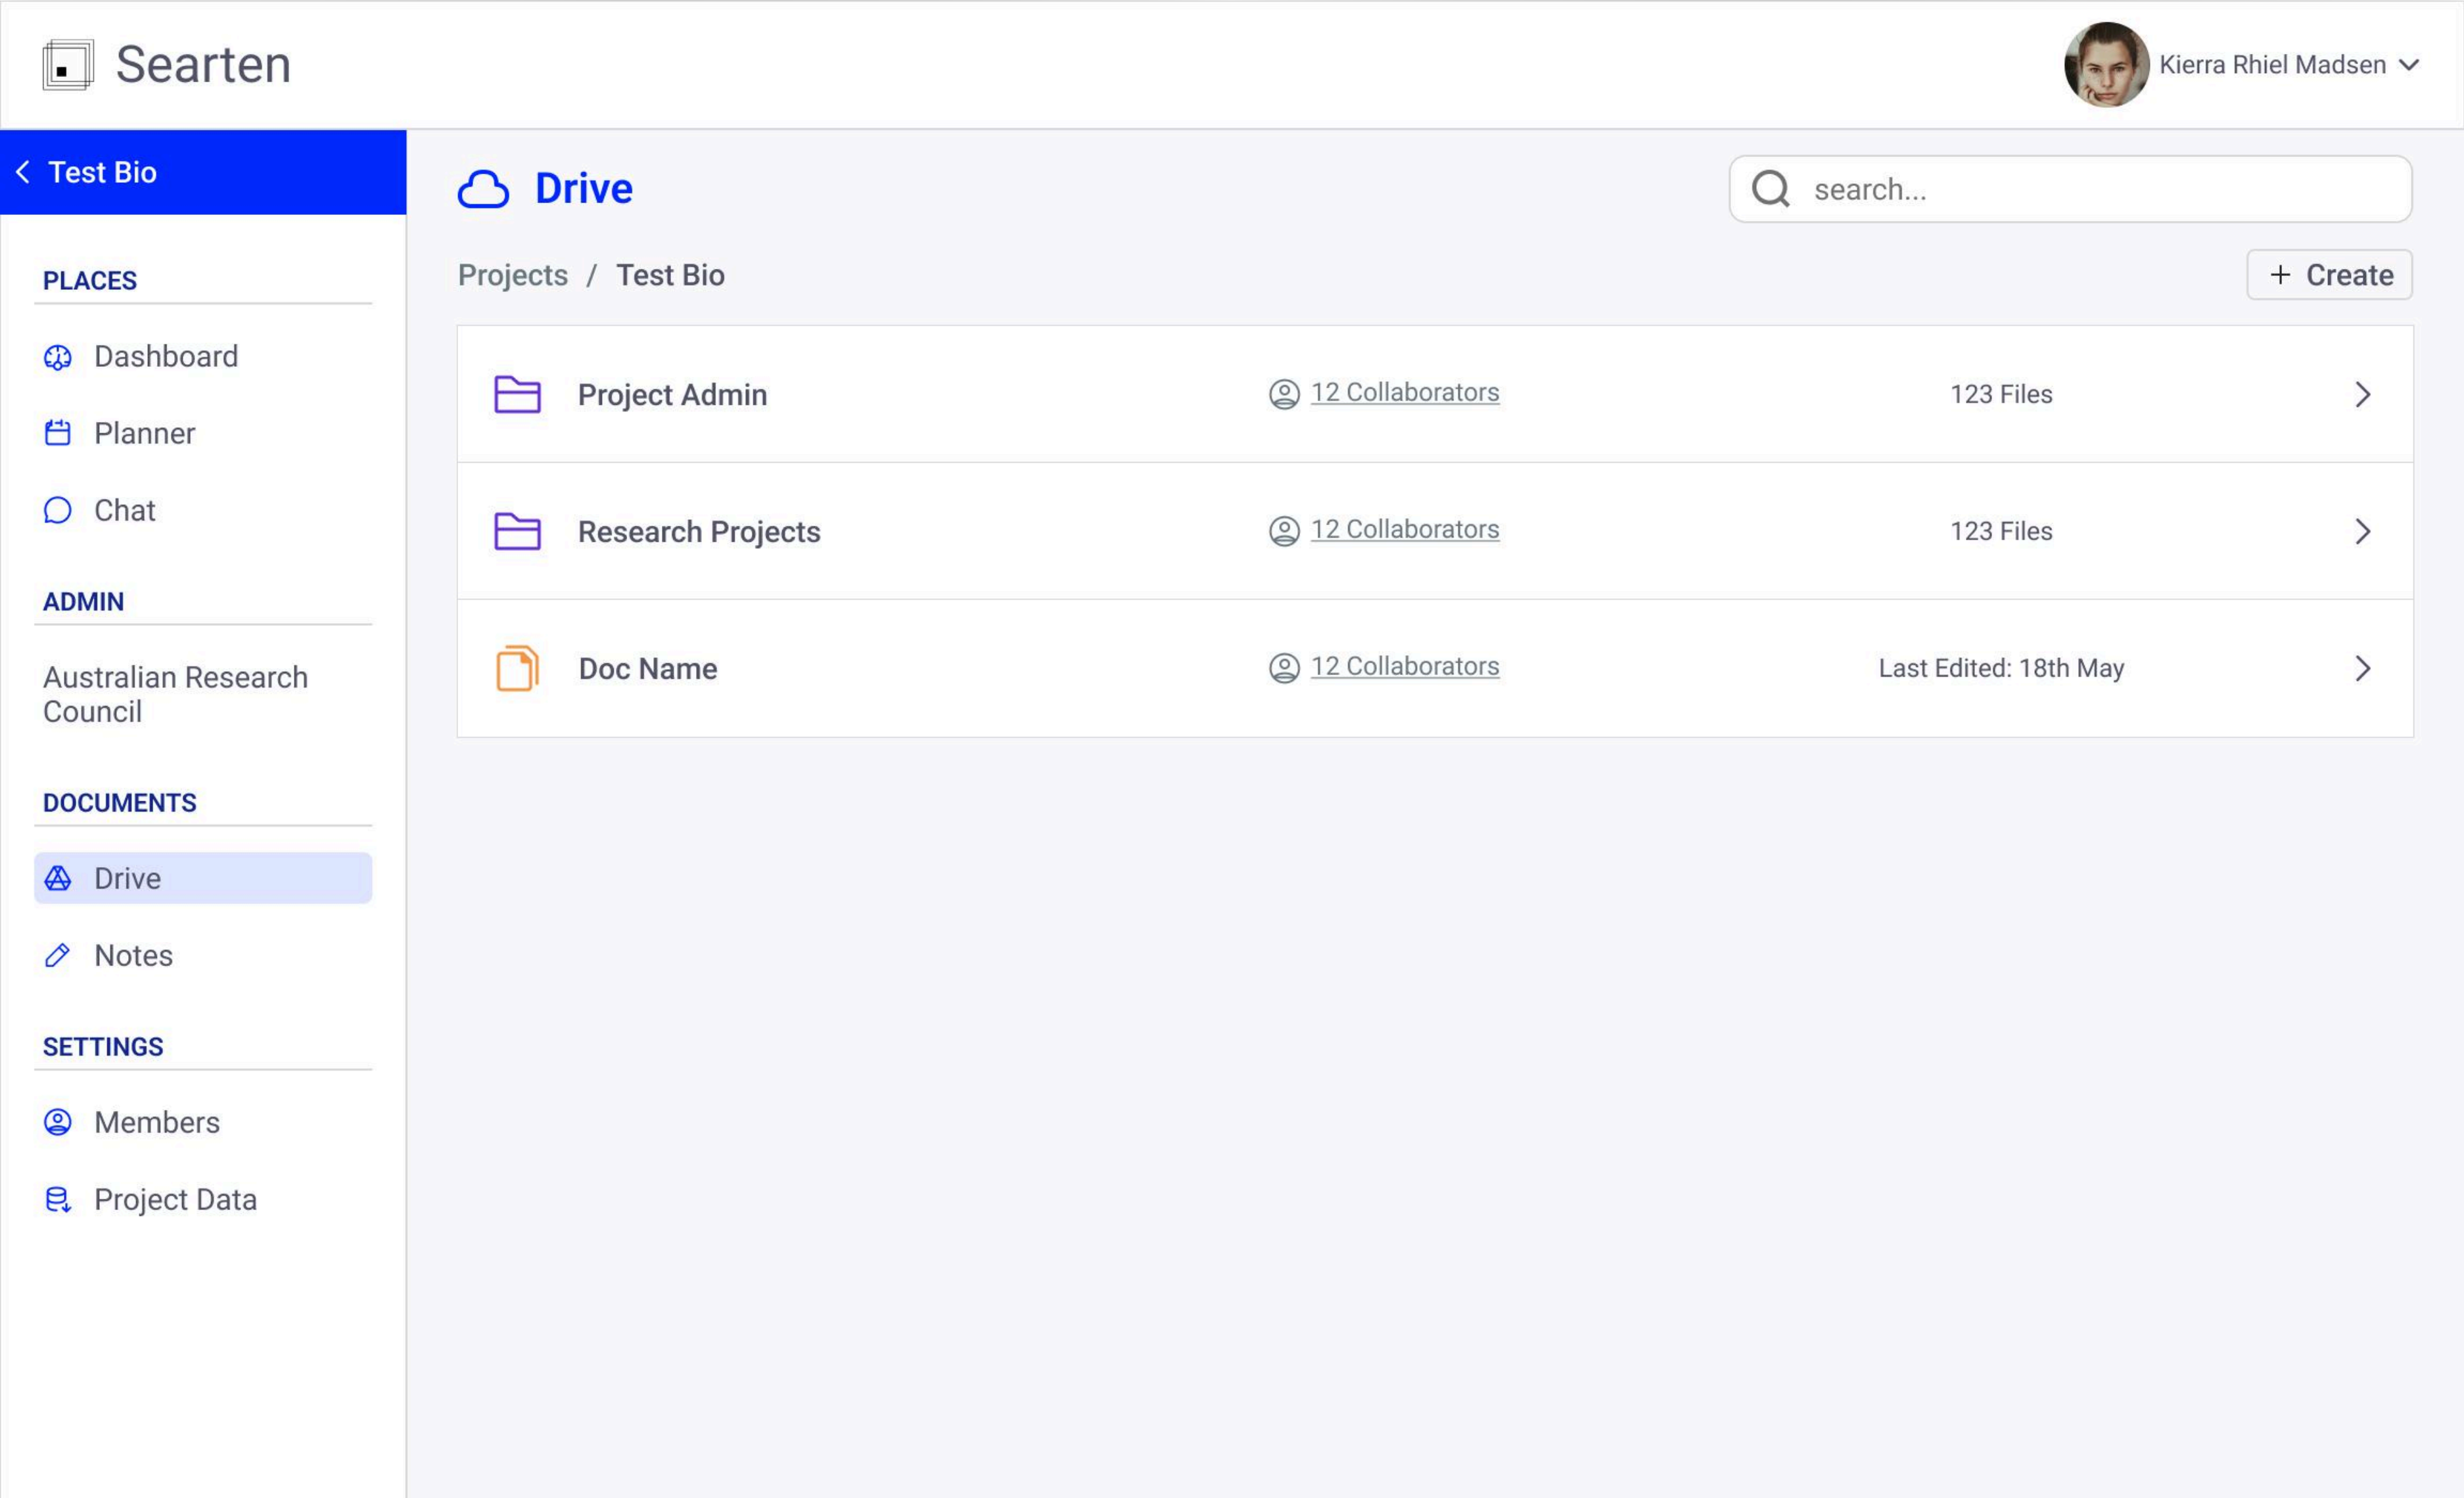 Searten
Kierra Rhiel Madsen
Test Bio
PLACES
Dashboard
Planner
Chat
ADMIN
Australian Research
Council
DOCUMENTS
Drive
Notes
SETTINGS
Members
Project Data
Drive
search...
Projects / Test Bio
+ Create
Project Admin 12 Collaborators 123 Files
Research Projects 12 Collaborators 123 Files
Doc Name 12 Collaborators Last Edited: 18th May